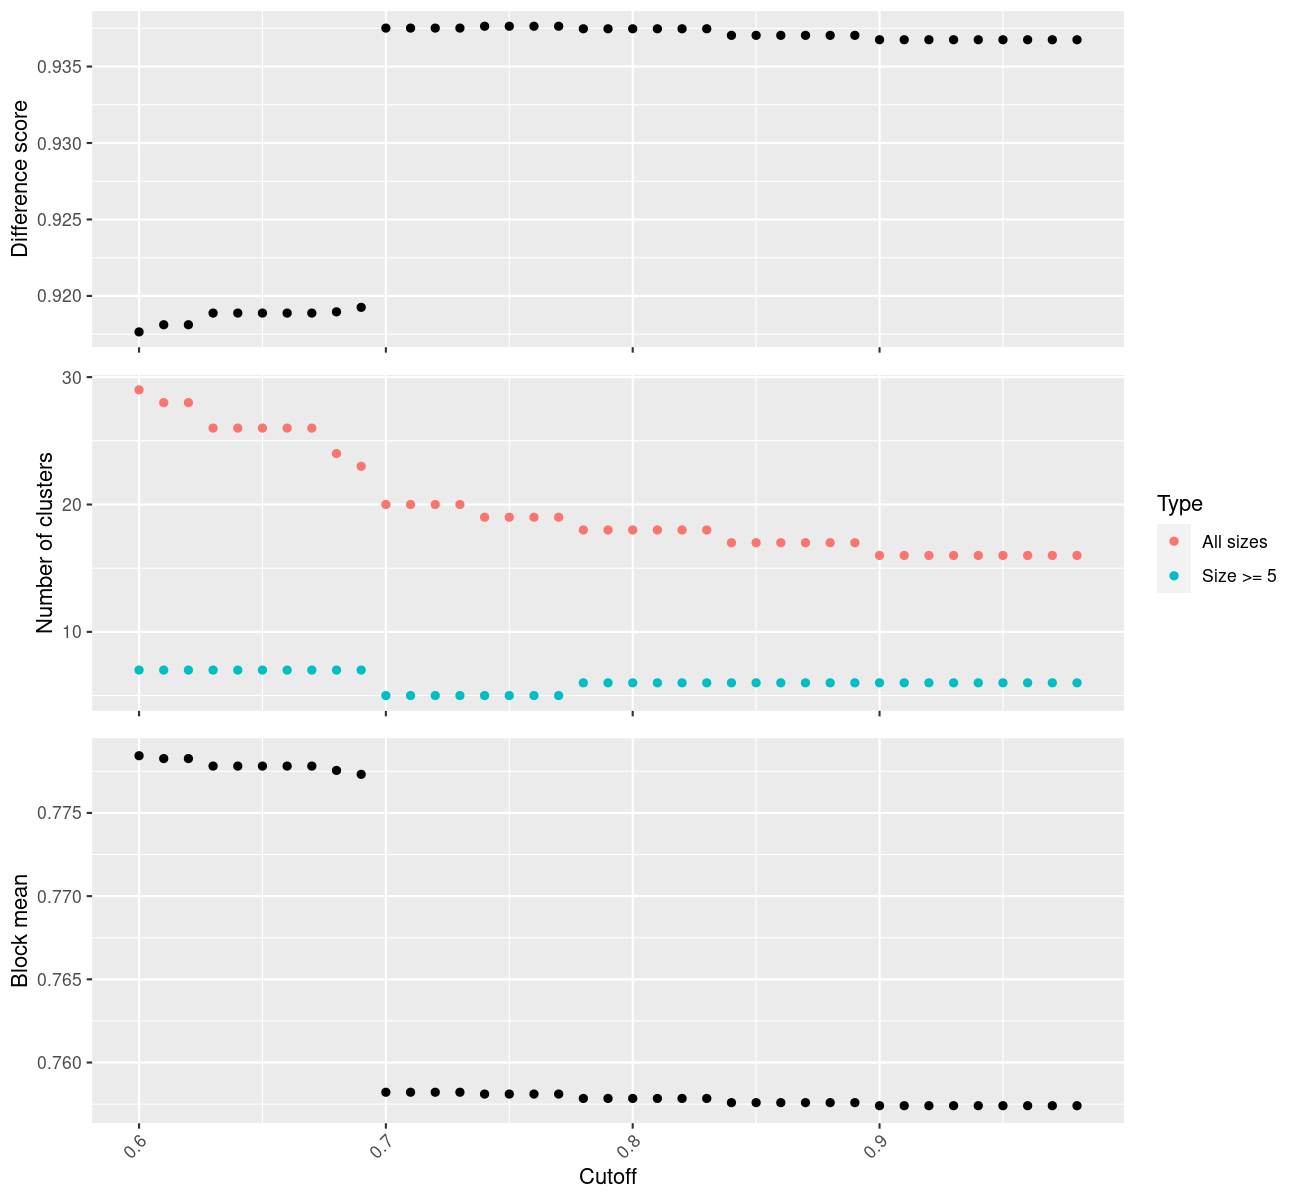 Difference score
0.935
0.930
0.925
0.920
Number of clusters
30
20
10
Type
All sizes
Size >= 5
Block mean
0.775
0.770
0.765
0.760
0.6
0.7
0.8
0.9
Cutoff